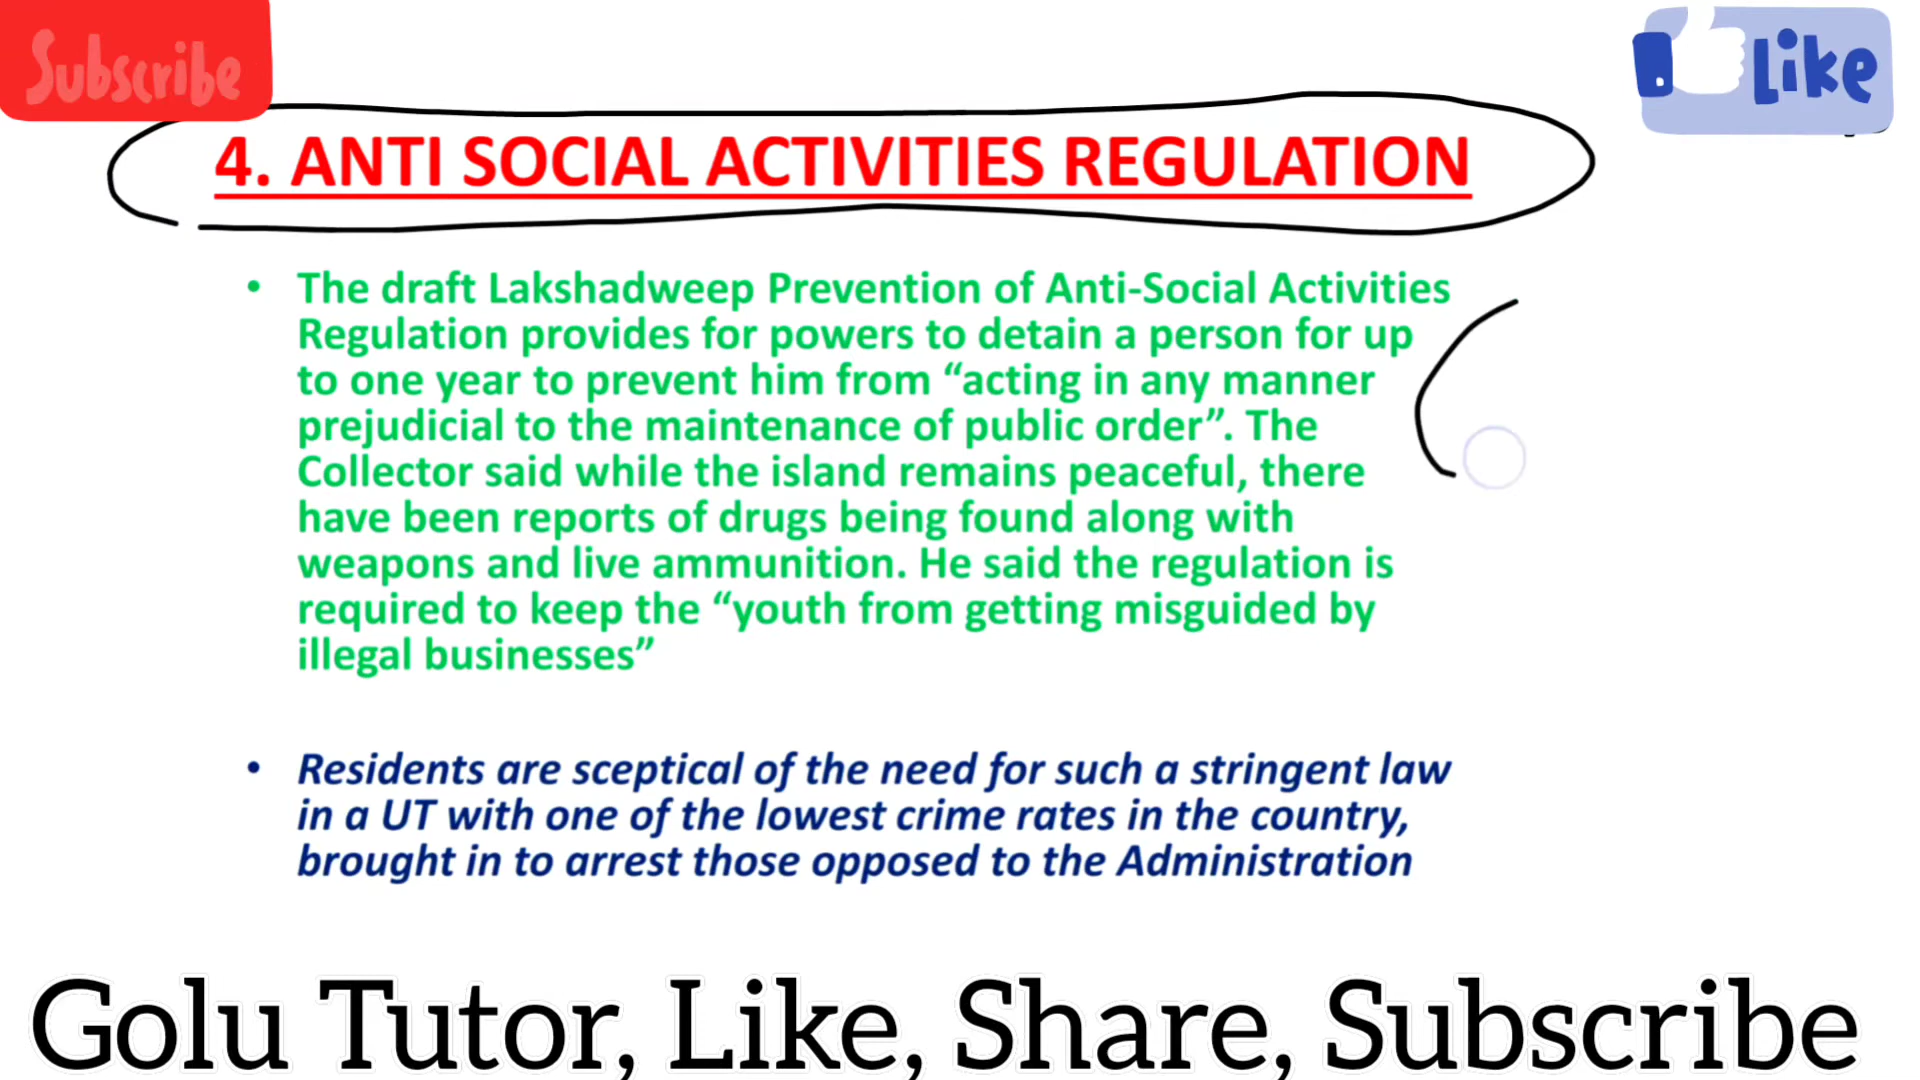 Subscribe
Like
4. ANTI SOCIAL ACTIVITIES REGULATION
• The draft Lakshadweep Prevention of Anti-Social Activities
Regulation provides for powers to detain a person for up
to one year to prevent him from “acting in any manner
prejudicial to the maintenance of public order”. The
Collector said while the island remains peaceful, there
have been reports of drugs being found along with
weapons and live ammunition. He said the regulation is
required to keep the “youth from getting misguided by
illegal businesses”
• Residents are sceptical of the need for such a stringent law
in a UT with one of the lowest crime rates in the country,
brought in to arrest those opposed to the Administration
Golu Tutor, Like, Share, Subscribe